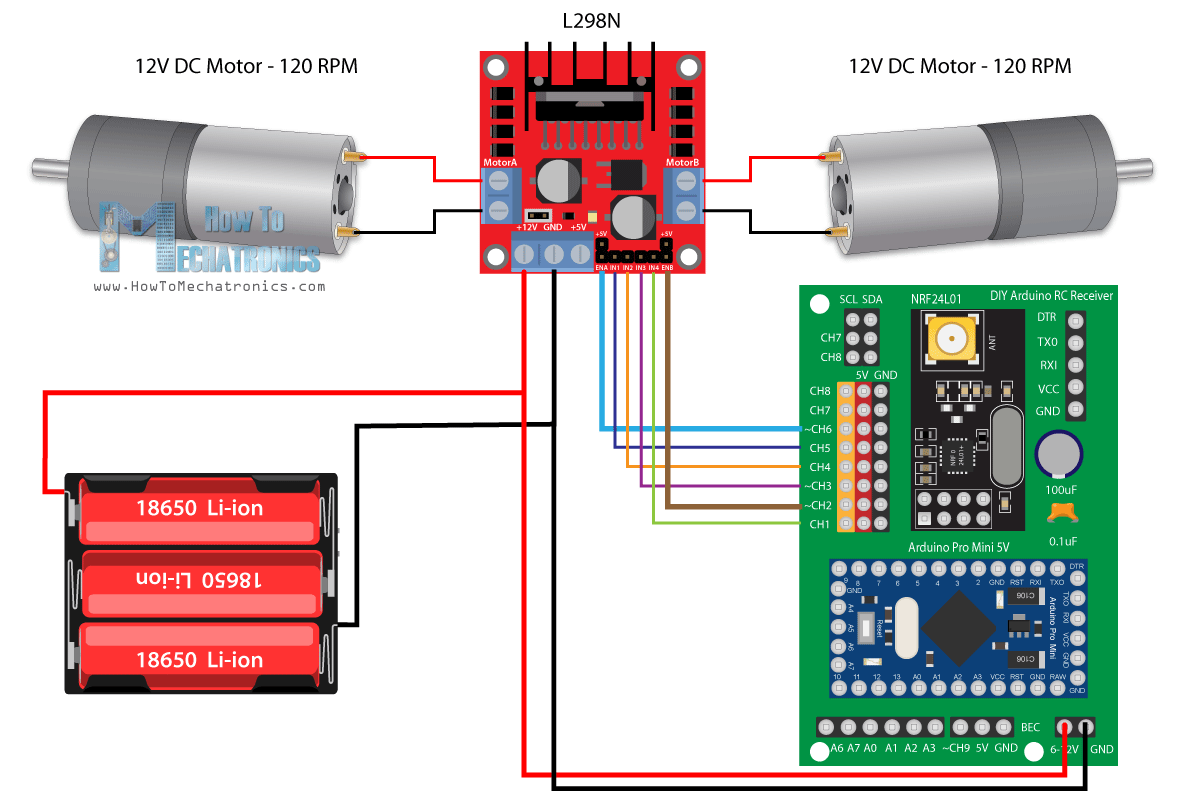 L298N
12V DC Motor - 120 RPM
12V DC Motor - 120 RPM
MotorA
MotorB
How To
Mechatronics
www.HowToMechatronics.com
+12V GND +5V
+5V
+5V
ENA IN1 IN2 IN3 IN4 ENB
18650 Li-ion
18650 Li-ion
18650 Li-ion
SCL SDA
NRF24L01
DIY Arduino RC Receiver
CH7
CH8
ANT
DTR
TX0
RXI
VCC
GND
5V GND
CH8
CH7
~CH6
CH5
CH4
~CH3
~CH2
CH1
NRF 0
24L01+
100uF
0.1uF
Arduino Pro Mini 5V
9 8 7 6 5 4 3 2 GND RST RXI TXO
DTR
GND
A4
A5
A6
A7
Reset
C106
C106
Arduino Pro Mini
TXO
RXI
VCC
GND
GND
10 11 12 13 A0 A1 A2 A3 VCC RST GND RAW
BEC
A6 A7 A0 A1 A2 A3 ~CH9 5V GND
6-12V GND